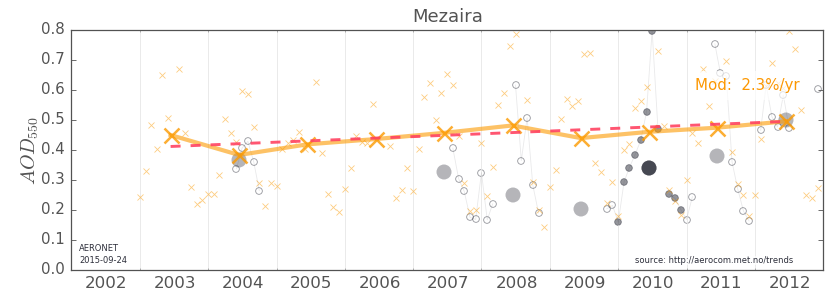 Mezaira
0.8
0.7
0.6
0.5
0.4
0.3
0.2
0.1
0.0
AOD550
Mod: 2.3%/yr
AERONET
2015-09-24
source: http://aerocom.met.no/trends
2002 2003 2004 2005 2006 2007 2008 2009 2010 2011 2012